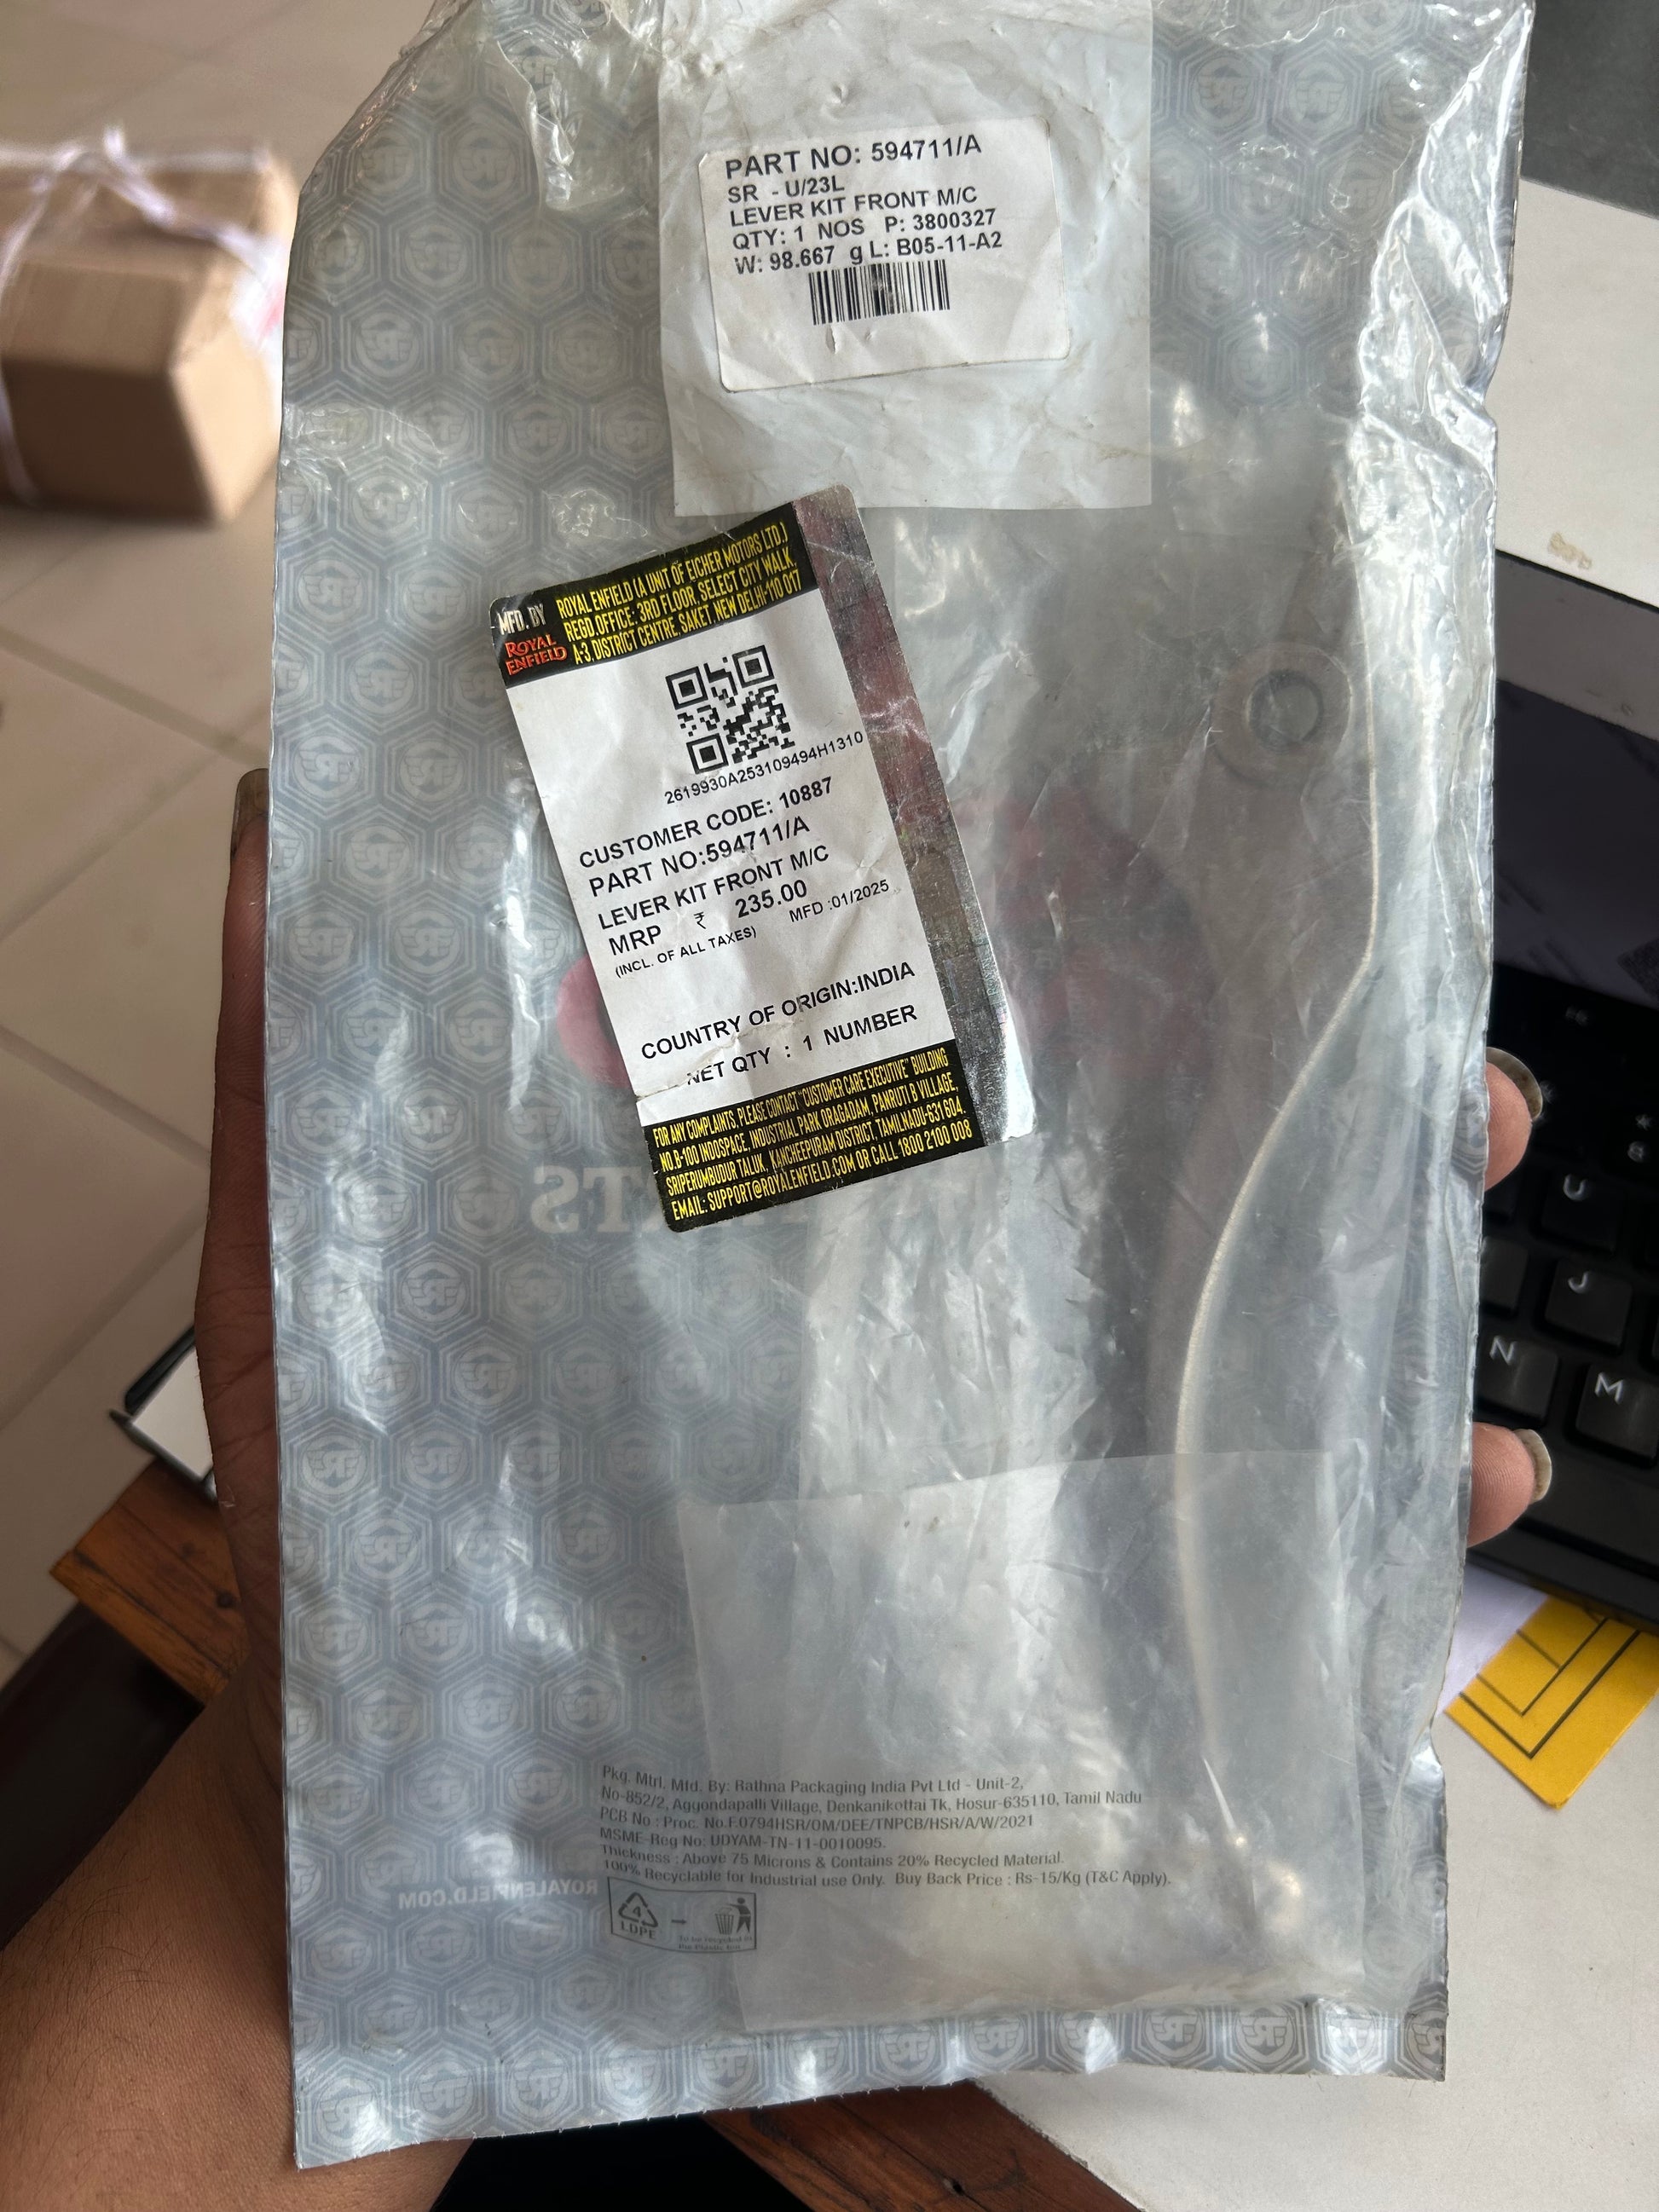 PART NO: 594711/A
SR - U/23L
LEVER KIT FRONT M/C
QTY: 1 NOS P: 3800327
W: 98.667 g L: B05-11-A2
MFD. BY
ROYAL
ENFIELD
ROYAL ENFIELD (A UNIT OF EICHER MOTORS LTD.)
REGD.OFFICE: 3RD FLOOR, SELECT CITY WALK,
A-3, DISTRICT CENTRE, SAKET, NEW DELHI-110 017
2619930A253109494H1310
CUSTOMER CODE: 10887
PART NO:594711/A
LEVER KIT FRONT M/C
MRP ₹ 235.00
(INCL. OF ALL TAXES) MFD :01/2025
COUNTRY OF ORIGIN:INDIA
NET QTY : 1 NUMBER
FOR ANY COMPLAINTS, PLEASE CONTACT "CUSTOMER CARE EXECUTIVE" BUILDING
NO.B-100 INDOSPACE, INDUSTRIAL PARK ORAGADAM, PANRUTI B VILLAGE,
SRIPERUMBUDUR TALUK, KANCHEEPURAM DISTRICT, TAMILNADU-631 604.
EMAIL: SUPPORT@ROYALENFIELD.COM OR CALL 1800 2100 008
Pkg. Mtrl. Mfd. By: Rathna Packaging India Pvt Ltd - Unit-2,
No-852/2, Aggondapalli Village, Denkanikottai Tk, Hosur-635110, Tamil Nadu
PCB No : Proc. No.F.0794HSR/OM/DEE/TNPCB/HSR/A/W/2021
MSME-Reg No: UDYAM-TN-11-0010095.
Thickness : Above 75 Microns & Contains 20% Recycled Material.
100% Recyclable for Industrial use Only. Buy Back Price : Rs-15/Kg (T&C Apply).
ROYALENFIELD.COM
4
LDPE
U
J
N
M
8